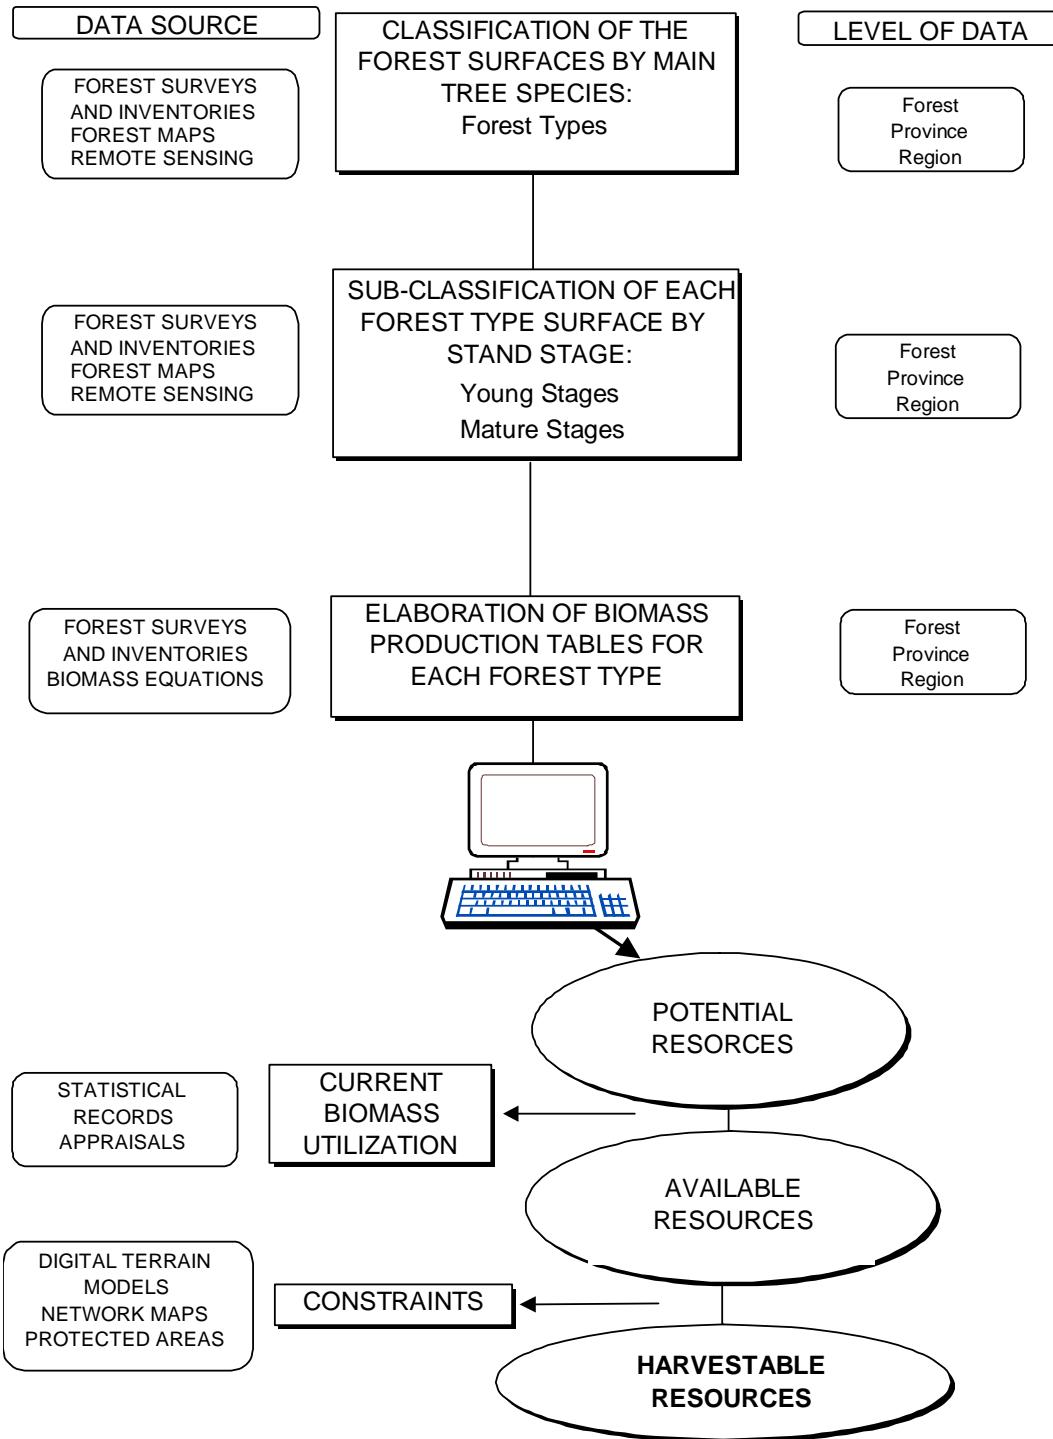 DATA SOURCE
CLASSIFICATION OF THE
FOREST SURFACES BY MAIN
TREE SPECIES:
Forest Types
LEVEL OF DATA
FOREST SURVEYS
AND INVENTORIES
FOREST MAPS
REMOTE SENSING
Forest
Province
Region
SUB-CLASSIFICATION OF EACH
FOREST TYPE SURFACE BY
STAND STAGE:
Young Stages
Mature Stages
FOREST SURVEYS
AND INVENTORIES
FOREST MAPS
REMOTE SENSING
Forest
Province
Region
ELABORATION OF BIOMASS
PRODUCTION TABLES FOR
EACH FOREST TYPE
FOREST SURVEYS
AND INVENTORIES
BIOMASS EQUATIONS
Forest
Province
Region
POTENTIAL
RESORCES
STATISTICAL
RECORDS
APPRAISALS
CURRENT
BIOMASS
UTILIZATION
AVAILABLE
RESOURCES
DIGITAL TERRAIN
MODELS
NETWORK MAPS
PROTECTED AREAS
CONSTRAINTS
HARVESTABLE
RESOURCES